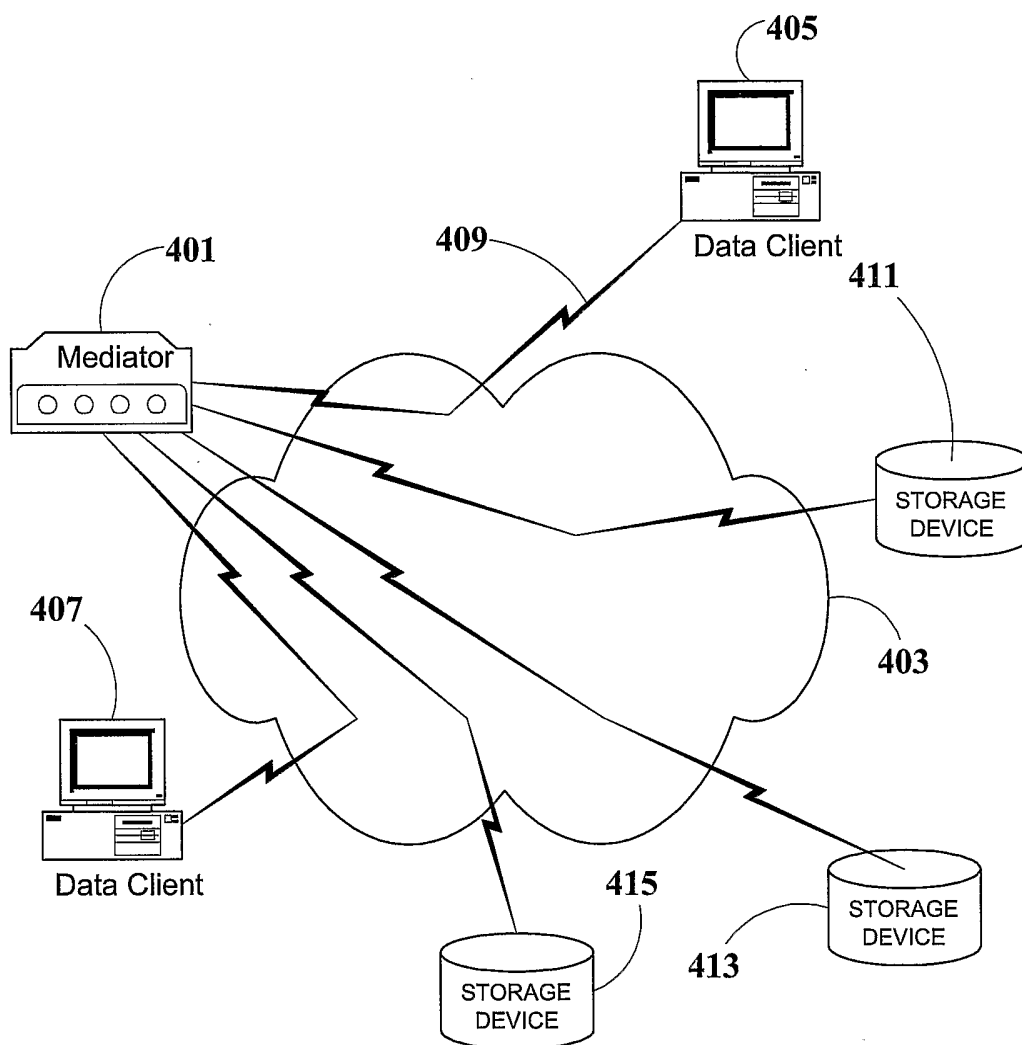 405
Data Client
409
401
Mediator
411
STORAGE
DEVICE
403
407
Data Client
415
STORAGE
DEVICE
413
STORAGE
DEVICE